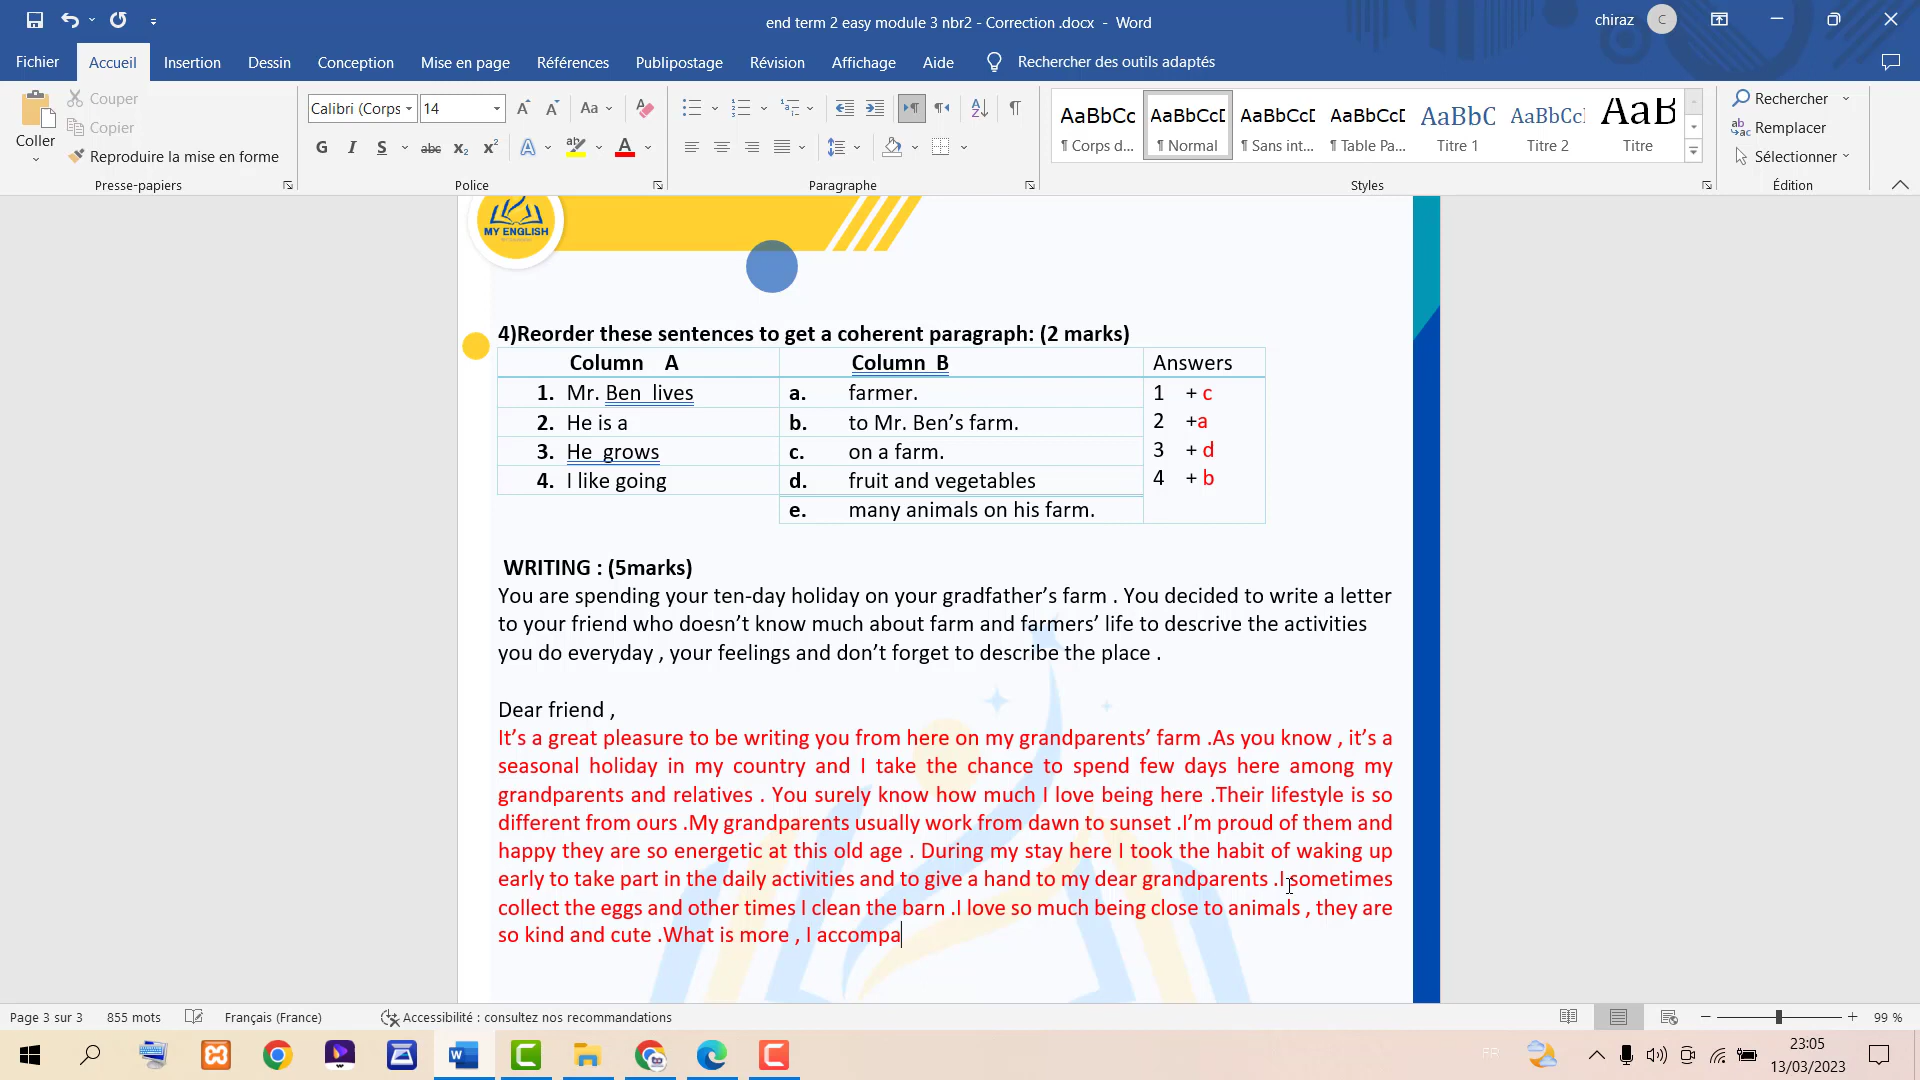 end term 2 easy module 3 nbr2 - Correction .docx - Word
chiraz
C
Fichier
Accueil
Insertion
Dessin
Conception
Mise en page
Références
Publipostage
Révision
Affichage
Aide
Rechercher des outils adaptés
Coller
Couper
Copier
Reproduire la mise en forme
Presse-papiers
Calibri (Corps
14
Aa
G I S abc x₂ x² A ab A
Police
Paragraphe
AaBbCc AaBbCcD AaBbCcD AaBbCcD AaBbC AaBbCcI AaB
¶ Corps d... ¶ Normal ¶ Sans int... ¶ Table Pa... Titre 1 Titre 2 Titre
Styles
Rechercher
Remplacer
Sélectionner
Édition
MY ENGLISH
4)Reorder these sentences to get a coherent paragraph: (2 marks)
Column A Column B Answers
1. Mr. Ben lives a. farmer. 1 + c
2. He is a b. to Mr. Ben’s farm. 2 +a
3. He grows c. on a farm. 3 + d
4. I like going d. fruit and vegetables 4 + b
e. many animals on his farm.
WRITING : (5marks)
You are spending your ten-day holiday on your gradfather’s farm . You decided to write a letter
to your friend who doesn’t know much about farm and farmers’ life to descrive the activities
you do everyday , your feelings and don’t forget to describe the place .
Dear friend ,
It’s a great pleasure to be writing you from here on my grandparents’ farm .As you know , it’s a
seasonal holiday in my country and I take the chance to spend few days here among my
grandparents and relatives . You surely know how much I love being here .Their lifestyle is so
different from ours .My grandparents usually work from dawn to sunset .I’m proud of them and
happy they are so energetic at this old age . During my stay here I took the habit of waking up
early to take part in the daily activities and to give a hand to my dear grandparents .I sometimes
collect the eggs and other times I clean the barn .I love so much being close to animals , they are
so kind and cute .What is more , I accompa
Page 3 sur 3
855 mots
Français (France)
Accessibilité : consultez nos recommandations
99 %
FR
23:05
13/03/2023